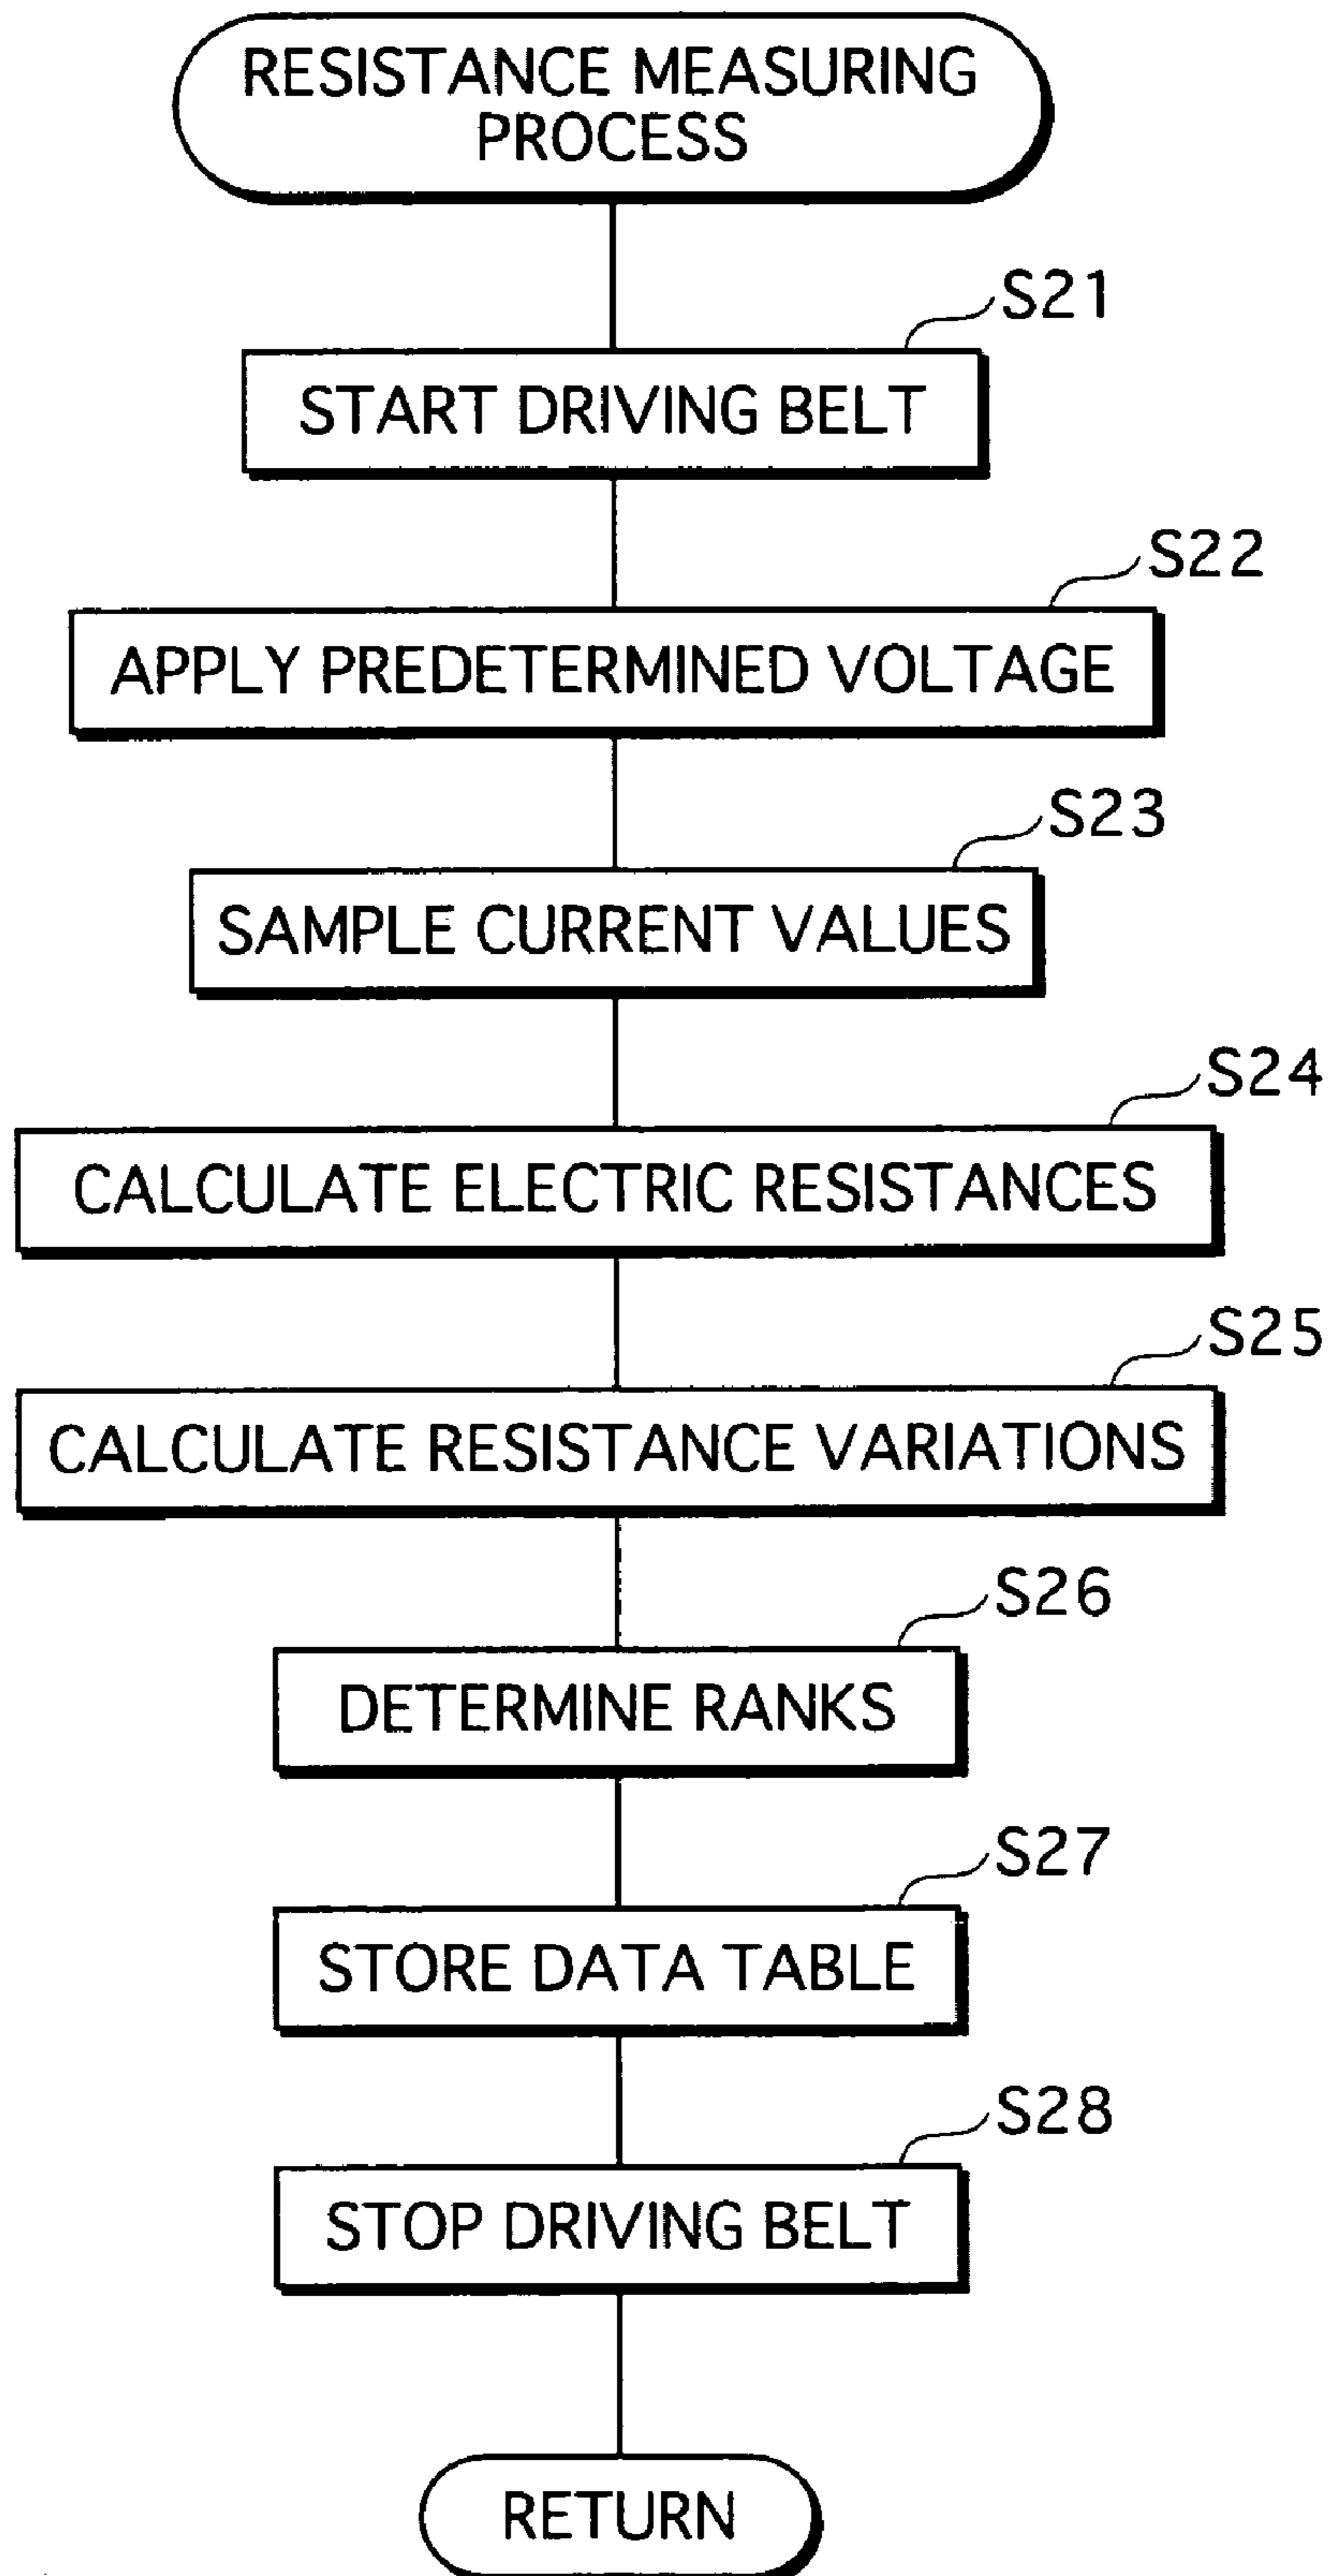 RESISTANCE MEASURING
PROCESS
S21
START DRIVING BELT
S22
APPLY PREDETERMINED VOLTAGE
S23
SAMPLE CURRENT VALUES
S24
CALCULATE ELECTRIC RESISTANCES
S25
CALCULATE RESISTANCE VARIATIONS
S26
DETERMINE RANKS
S27
STORE DATA TABLE
S28
STOP DRIVING BELT
RETURN